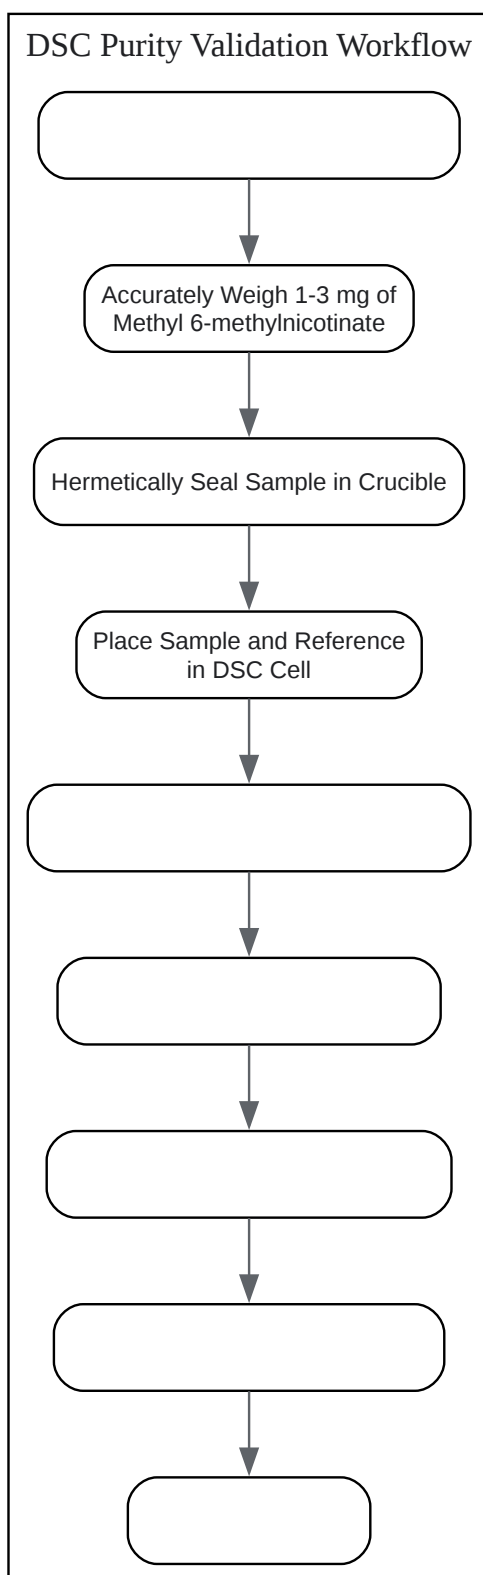 DSC Purity Validation Workflow
Accurately Weigh 1-3 mg of
Methyl 6-methylnicotinate
Hermetically Seal Sample in Crucible
Place Sample and Reference
in DSC Cell